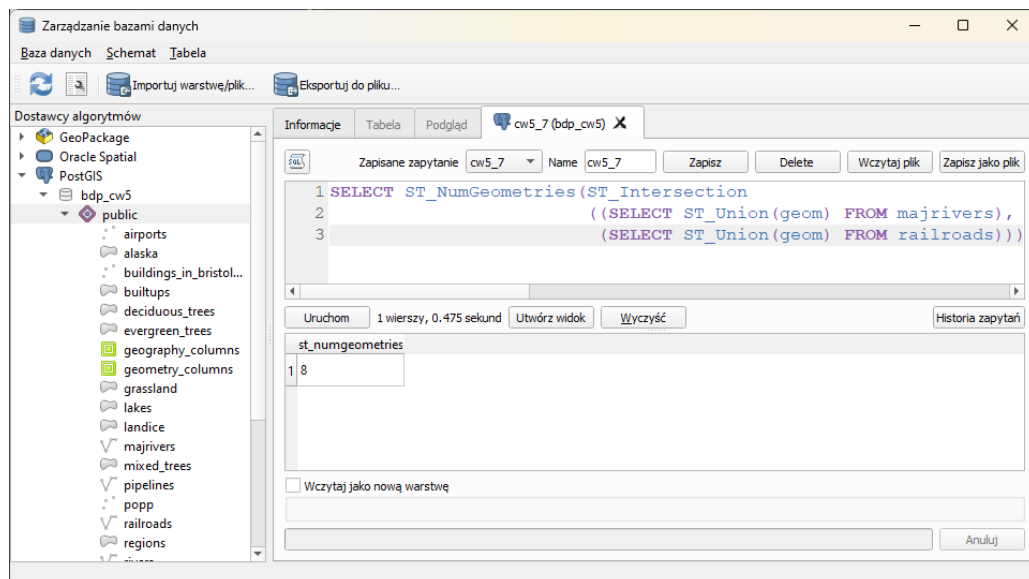 Zarządzanie bazami danych
Baza danych Schemat Tabela
Importuj warstwę/plik... Eksportuj do pliku...
Dostawcy algorytmów
GeoPackage
Oracle Spatial
PostGIS
bdp_cw5
public
airports
alaska
buildings_in_bristol...
builtups
deciduous_trees
evergreen_trees
geography_columns
geometry_columns
grassland
lakes
landice
majrivers
mixed_trees
pipelines
popp
railroads
regions
rivers
Informacje Tabela Podgląd cw5_7 (bdp_cw5) X
SQL Zapisane zapytanie cw5_7 Name cw5_7 Zapisz Delete Wczytaj plik Zapisz jako plik
1 SELECT ST_NumGeometries(ST_Intersection
2 ((SELECT ST_Union(geom) FROM majrivers),
3 (SELECT ST_Union(geom) FROM railroads)))
Uruchom 1 wierszy, 0.475 sekund Utwórz widok Wyczyść Historia zapytań
st_numgeometries
1 8
Wczytaj jako nową warstwę
Anuluj